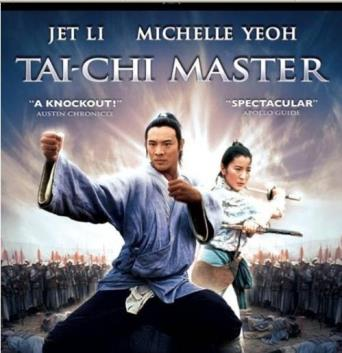 JET LI MICHELLE YEOH
TAI-CHI MASTER
"A KNOCKOUT!" "SPECTACULAR"
AUSTIN CHRONICLE APOLLO GUIDE